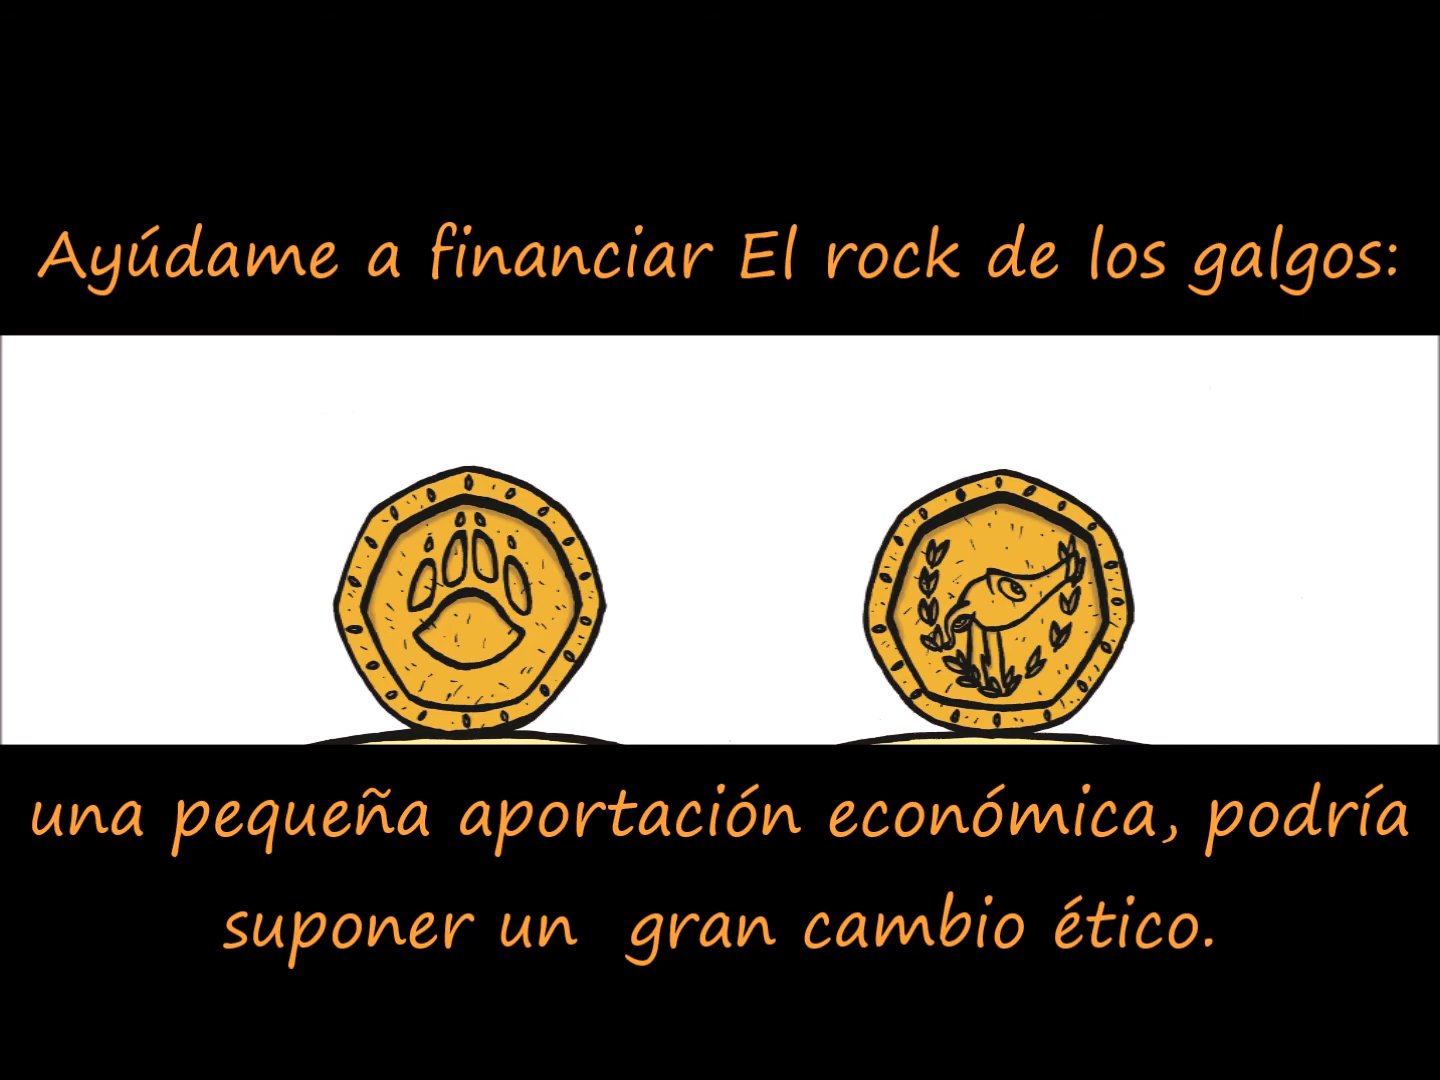 Ayúdame a financiar El rock de los galgos:
una pequeña aportación económica, podría
suponer un gran cambio ético.